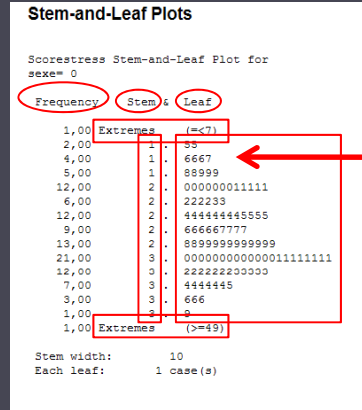 Stem-and-Leaf Plots
Scorestress Stem-and-Leaf Plot for
sexe= 0
Frequency Stem & Leaf
1,00 Extremes (=<7)
2,00 1 . 55
4,00 1 . 6667
5,00 1 . 88999
12,00 2 . 000000011111
6,00 2 . 222233
12,00 2 . 444444445555
9,00 2 . 666667777
13,00 2 . 8899999999999
21,00 3 . 000000000000011111111
12,00 3 . 222222233333
7,00 3 . 4444445
3,00 3 . 666
1,00 3 . 9
1,00 Extremes (>=49)
Stem width: 10
Each leaf: 1 case(s)